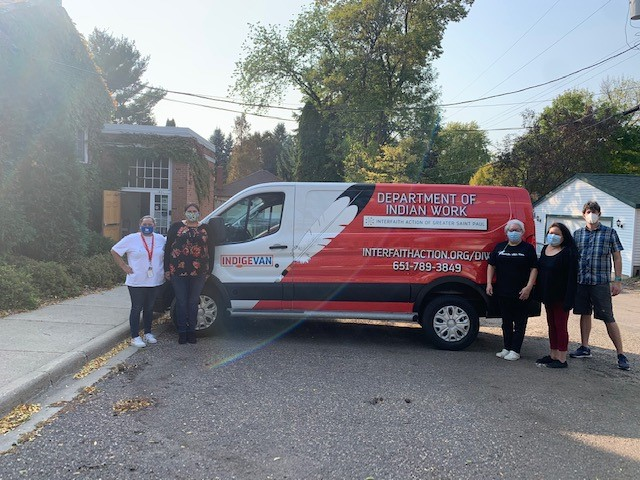 DEPARTMENT OF
INDIAN WORK
INTERFAITH ACTION OF GREATER SAINT PAUL
INTERFAITHACTION.ORG/DIW
651-789-3849
INDIGEVAN